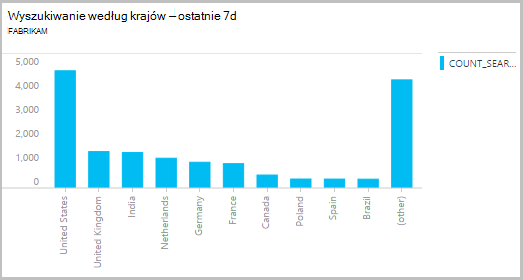 Wyszukiwanie według krajów – ostatnie 7d
FABRIKAM
5,000
4,000
3,000
2,000
1,000
0
COUNT_SEAR...
United States
United Kingdom
India
Netherlands
Germany
France
Canada
Poland
Spain
Brazil
(other)